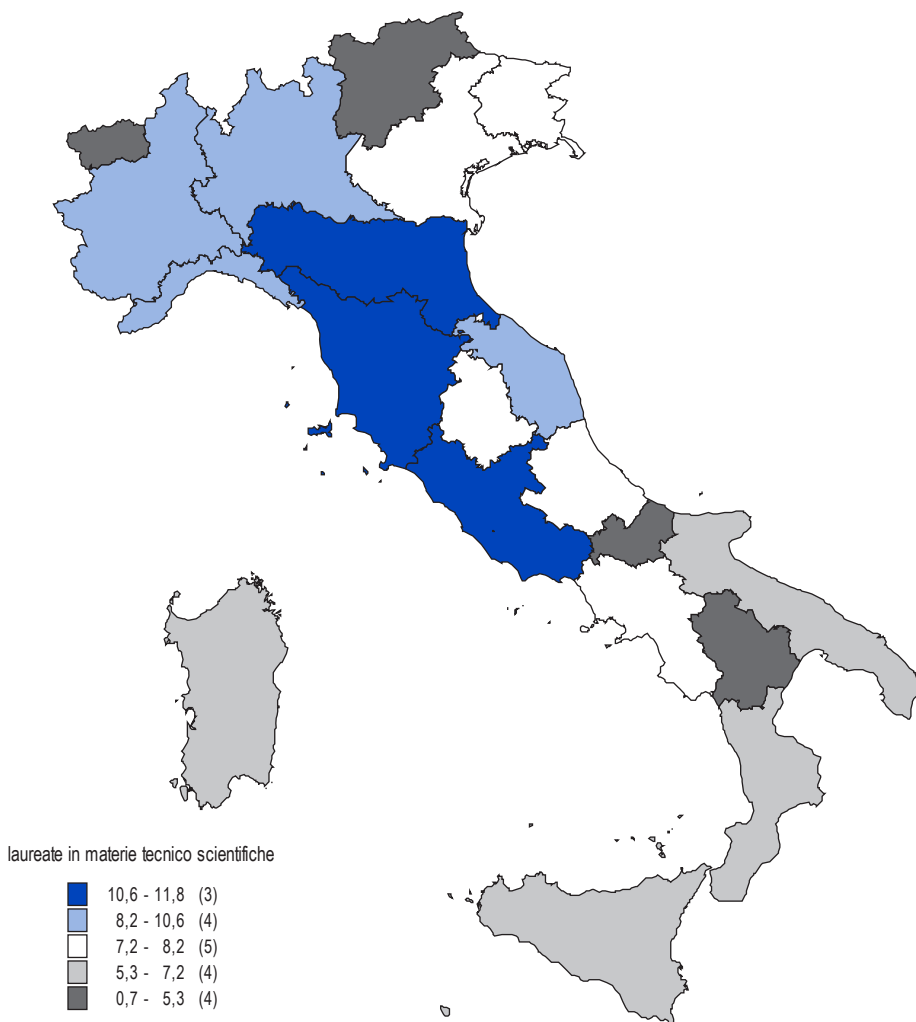 laureate in materie tecnico scientifiche
10,6 - 11,8 (3)
8,2 - 10,6 (4)
7,2 - 8,2 (5)
5,3 - 7,2 (4)
0,7 - 5,3 (4)